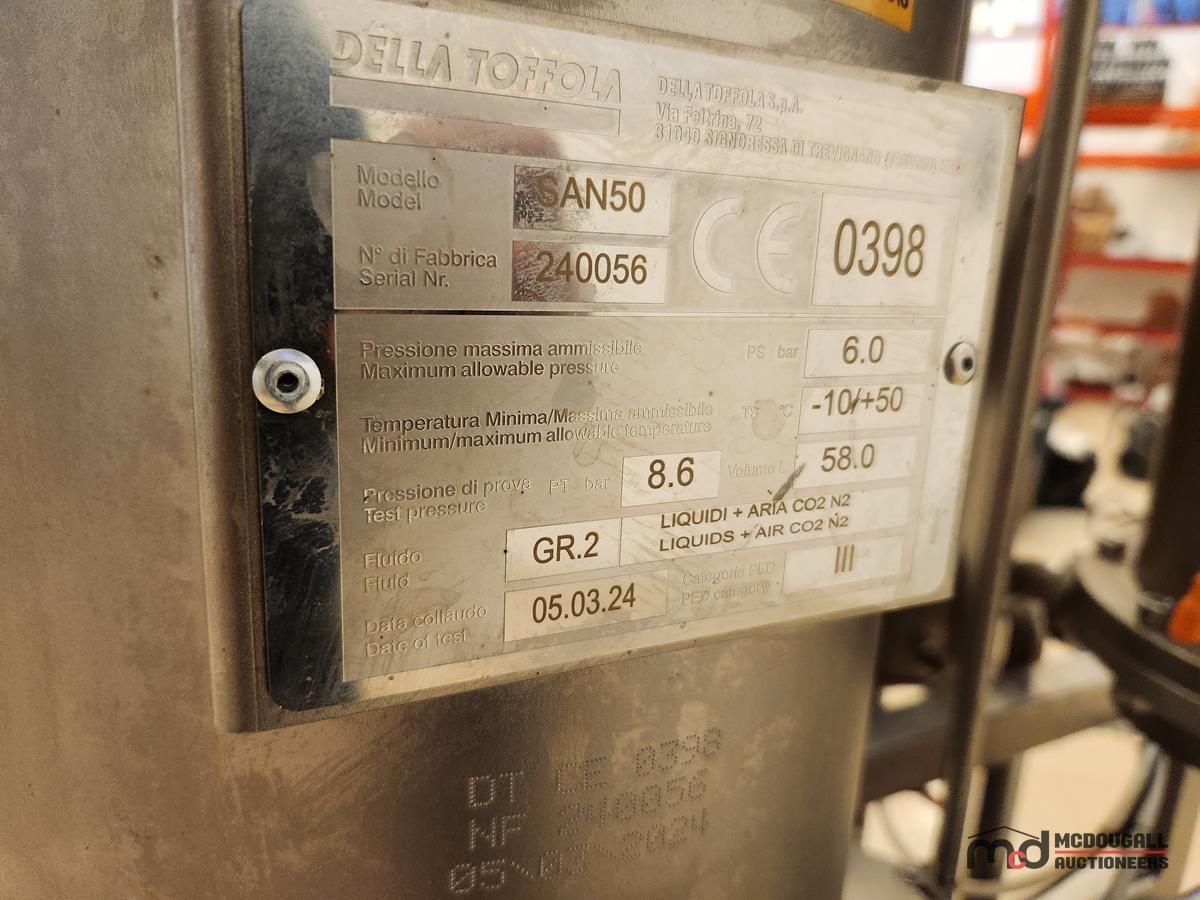 DELLA TOFFOLA
DELLA TOFFOLA S.p.A.
Via Feltrina, 72
31040 SIGNORESSA DI TREVIGNANO (TREVISO)
Modello
Model
SAN50
N° di Fabbrica
Serial Nr.
240056
CE
0398
Pressione massima ammissibile
Maximum allowable pressure
PS bar
6.0
Temperatura Minima/Massima ammissibile
Minimum/maximum allowable temperature
TS °C
-10/+50
Pressione di prova
Test pressure
PT bar
8.6
Volume L
58.0
Fluido
Fluid
GR.2
LIQUIDI + ARIA CO2 N2
LIQUIDS + AIR CO2 N2
Data collaudo
Date of test
05.03.24
Categoria PED
PED category
III
DT CE 0398
NF 240056
05 03 2024
McD MCDOUGALL
AUCTIONEERS